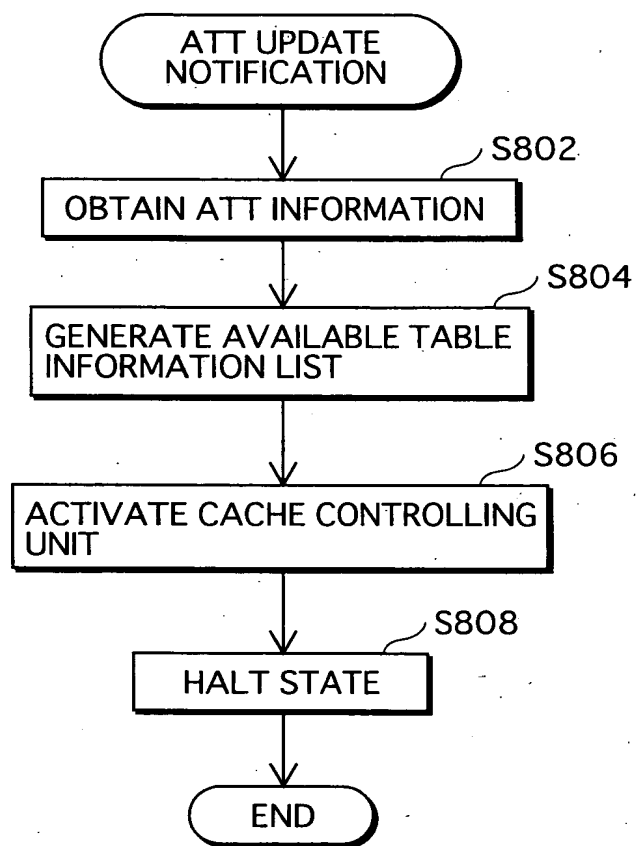 ATT UPDATE
NOTIFICATION
S802
OBTAIN ATT INFORMATION
S804
GENERATE AVAILABLE TABLE
INFORMATION LIST
S806
ACTIVATE CACHE CONTROLLING
UNIT
S808
HALT STATE
END